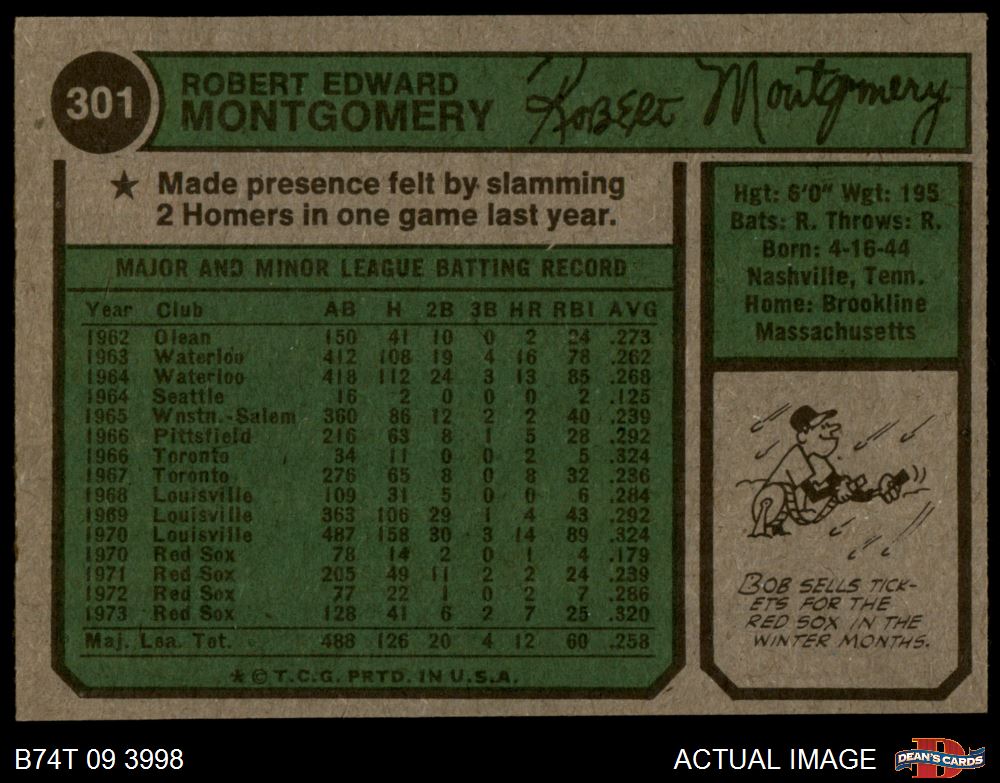 301
ROBERT EDWARD
MONTGOMERY
Robert Montgomery
★ Made presence felt by slamming
2 Homers in one game last year.
MAJOR AND MINOR LEAGUE BATTING RECORD
Year Club AB H 2B 3B HR RBI AVG
1962 Olean 150 41 10 0 2 24 .273
1963 Waterloo 412 108 19 4 16 78 .262
1964 Waterloo 418 112 24 3 13 85 .268
1964 Seattle 16 2 0 0 0 2 .125
1965 Wnstn.-Salem 360 86 12 2 2 40 .239
1966 Pittsfield 216 63 8 1 5 28 .292
1966 Toronto 34 11 0 0 2 5 .324
1967 Toronto 276 65 8 0 8 32 .236
1968 Louisville 109 31 5 0 0 6 .284
1969 Louisville 363 106 29 1 4 43 .292
1970 Louisville 487 158 30 3 14 89 .324
1970 Red Sox 78 14 2 0 1 4 .179
1971 Red Sox 205 49 11 2 2 24 .239
1972 Red Sox 77 22 1 0 2 7 .286
1973 Red Sox 128 41 6 2 7 25 .320
Maj. Lea. Tot. 488 126 20 4 12 60 .258
★ © T.C.G. PRTD. IN U.S.A.
Hgt: 6'0" Wgt: 195
Bats: R. Throws: R.
Born: 4-16-44
Nashville, Tenn.
Home: Brookline
Massachusetts
BOB SELLS TICK-
ETS FOR THE
RED SOX IN THE
WINTER MONTHS.
B74T 09 3998
ACTUAL IMAGE
D
DEAN'S CARDS